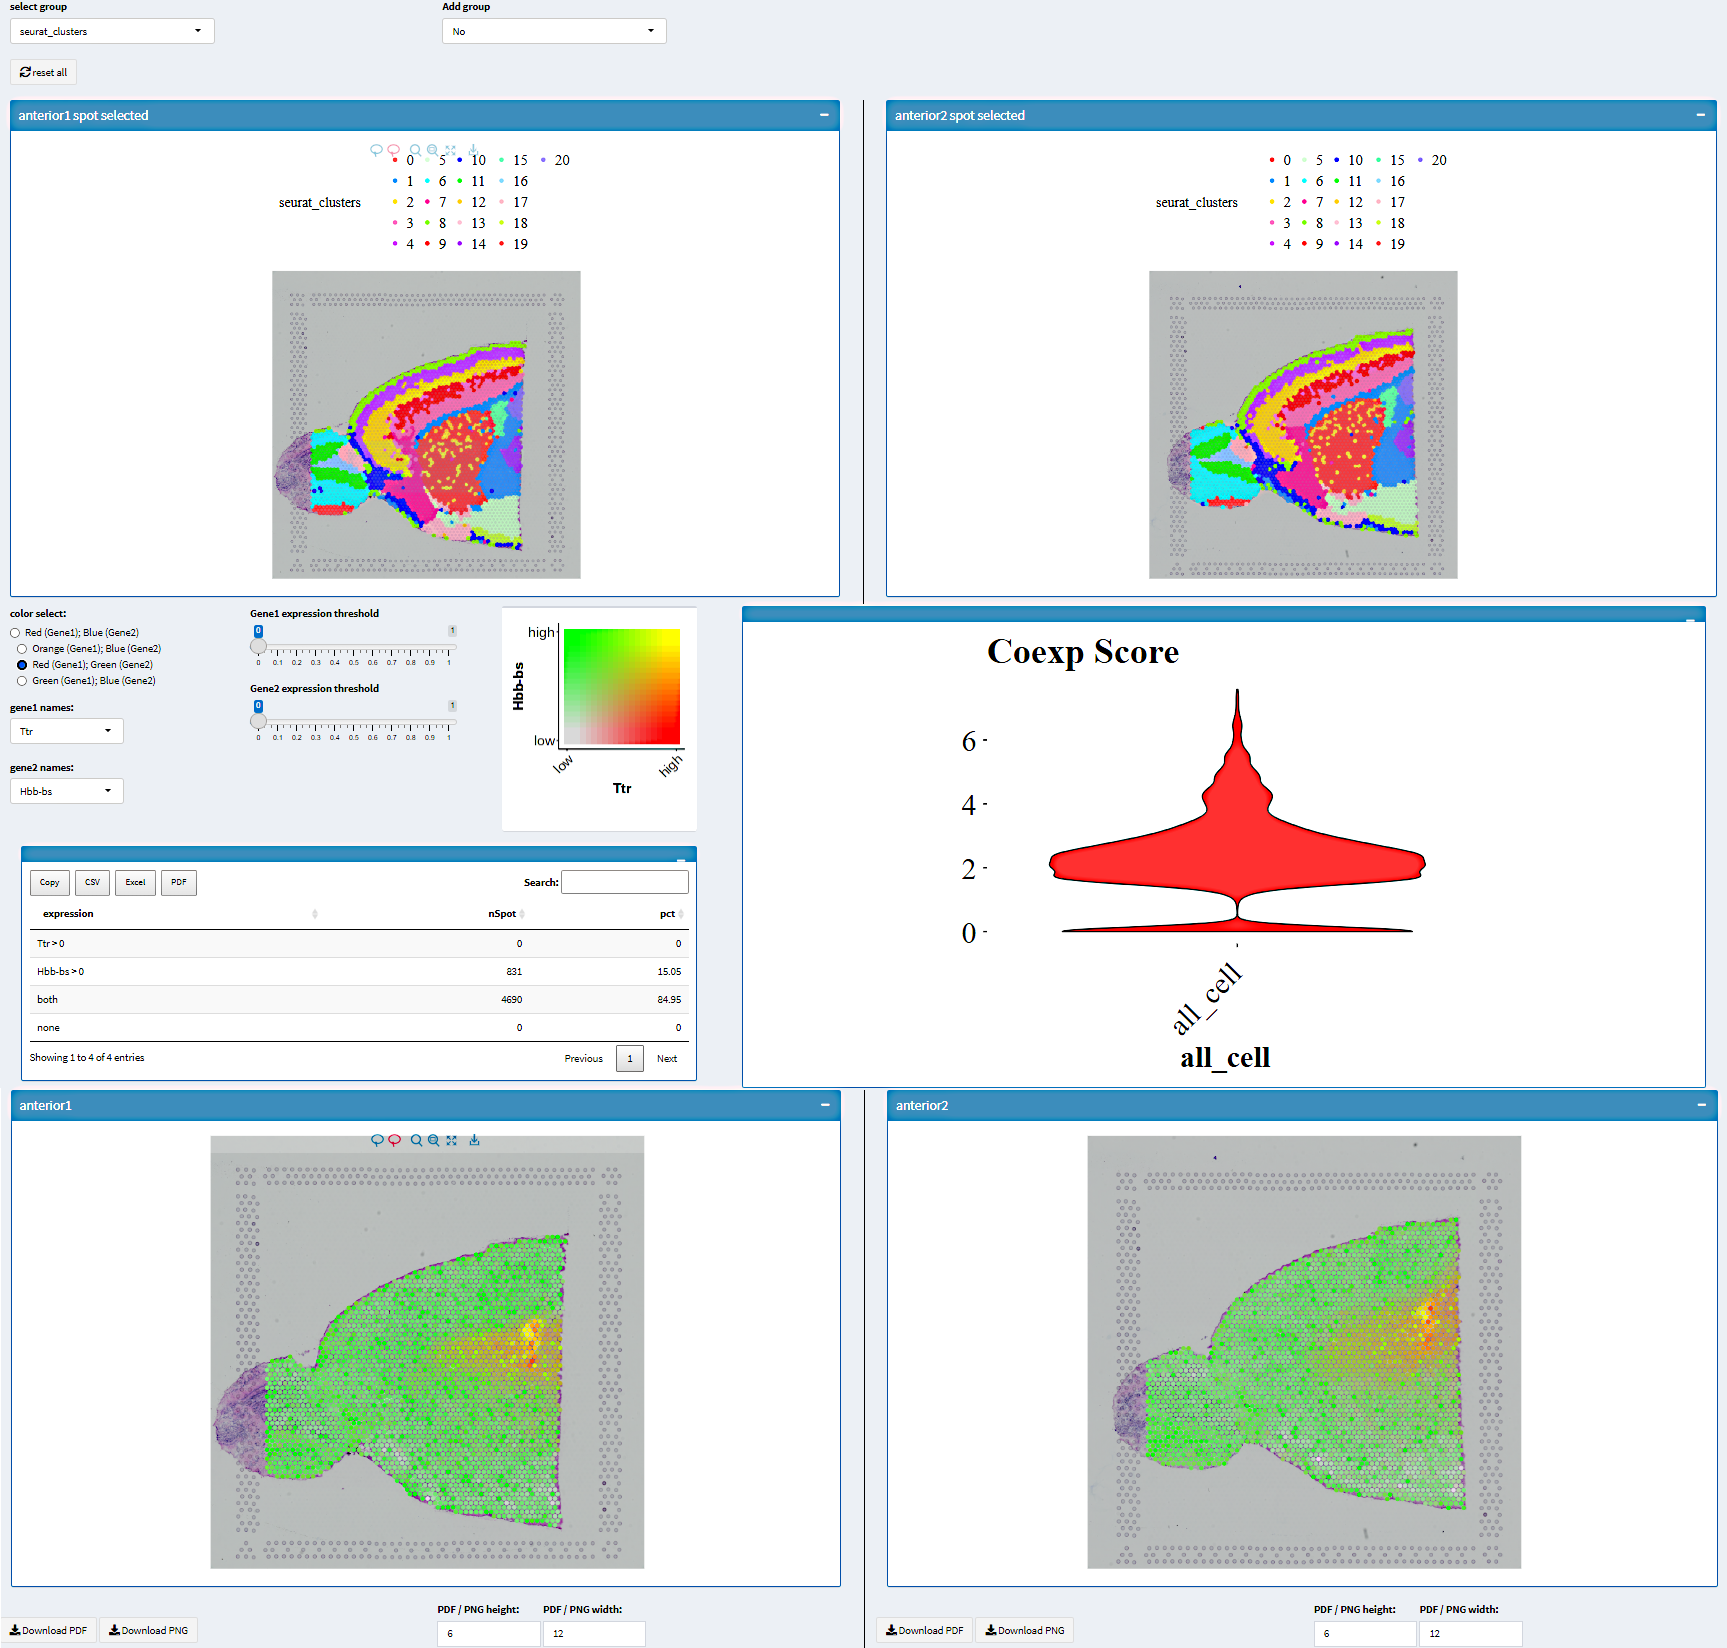 select group
Add group
seurat_clusters
No
reset all
anterior1 spot selected
anterior2 spot selected
seurat_clusters
0 5 10 15 20
1 6 11 16
2 7 12 17
3 8 13 18
4 9 14 19
seurat_clusters
0 5 10 15 20
1 6 11 16
2 7 12 17
3 8 13 18
4 9 14 19
color select:
Red (Gene1); Blue (Gene2)
Orange (Gene1); Blue (Gene2)
Red (Gene1); Green (Gene2)
Green (Gene1); Blue (Gene2)
gene1 names:
Ttr
gene2 names:
Hbb-bs
Gene1 expression threshold
0 1
0 0.1 0.2 0.3 0.4 0.5 0.6 0.7 0.8 0.9 1
Gene2 expression threshold
0 1
0 0.1 0.2 0.3 0.4 0.5 0.6 0.7 0.8 0.9 1
high
Hbb-bs
low
low high
Ttr
Coexp Score
6
4
2
0
all_cell
all_cell
Copy CSV Excel PDF
Search:
expression nSpot pct
Ttr > 0 0 0
Hbb-bs > 0 831 15.05
both 4690 84.95
none 0 0
Showing 1 to 4 of 4 entries
Previous 1 Next
anterior1
anterior2
Download PDF Download PNG
PDF / PNG height: PDF / PNG width:
6 12
Download PDF Download PNG
PDF / PNG height: PDF / PNG width:
6 12